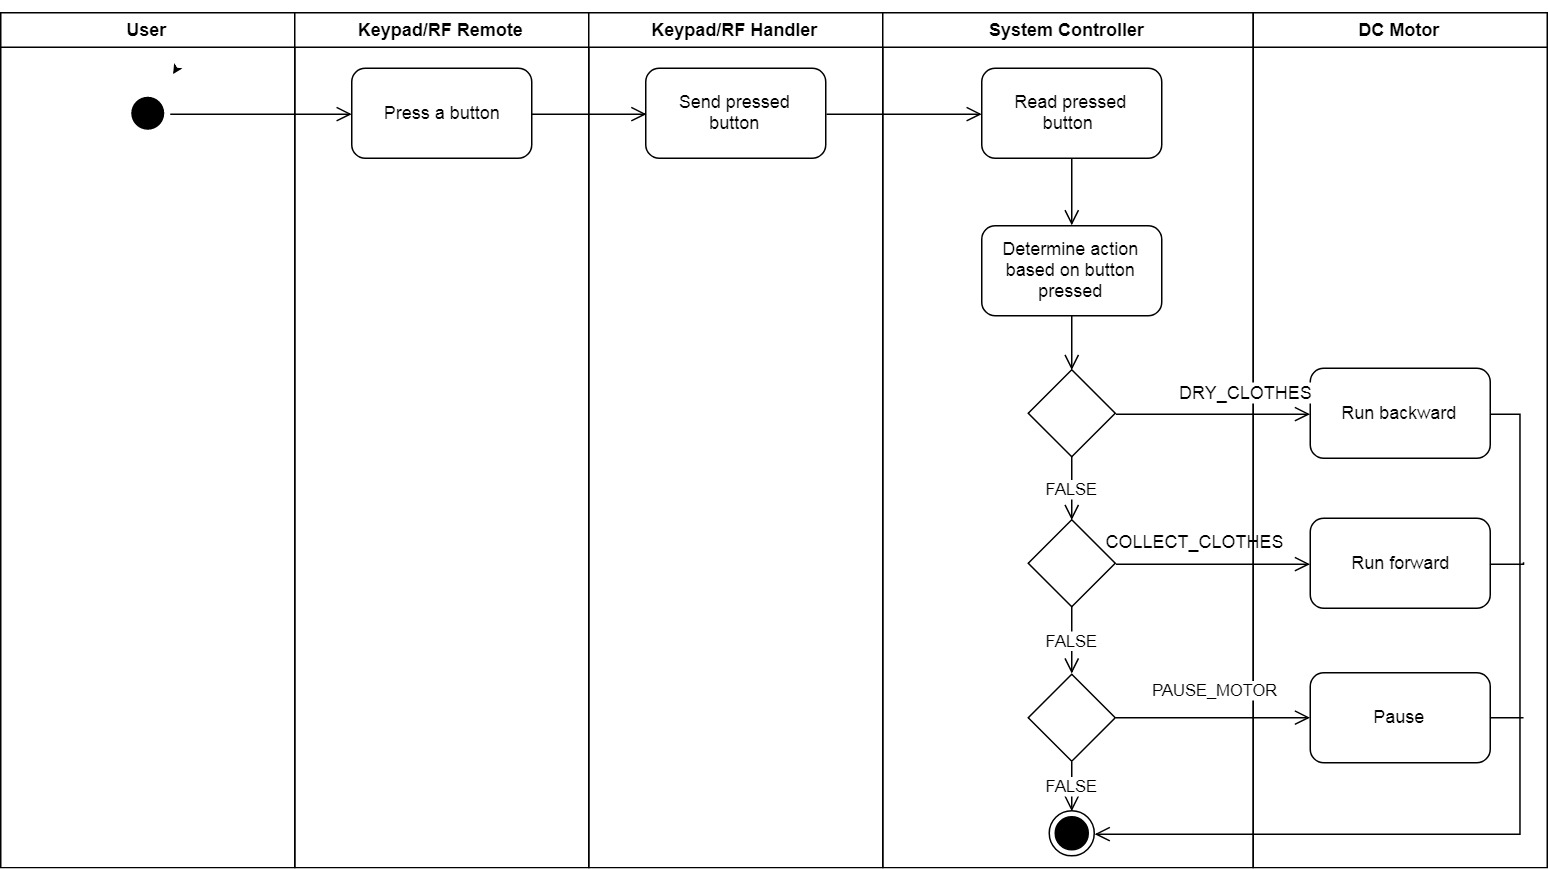 User
Keypad/RF Remote
Keypad/RF Handler
System Controller
DC Motor
Press a button
Send pressed
button
Read pressed
button
Determine action
based on button
pressed
DRY_CLOTHES
Run backward
FALSE
COLLECT_CLOTHES
Run forward
FALSE
PAUSE_MOTOR
Pause
FALSE